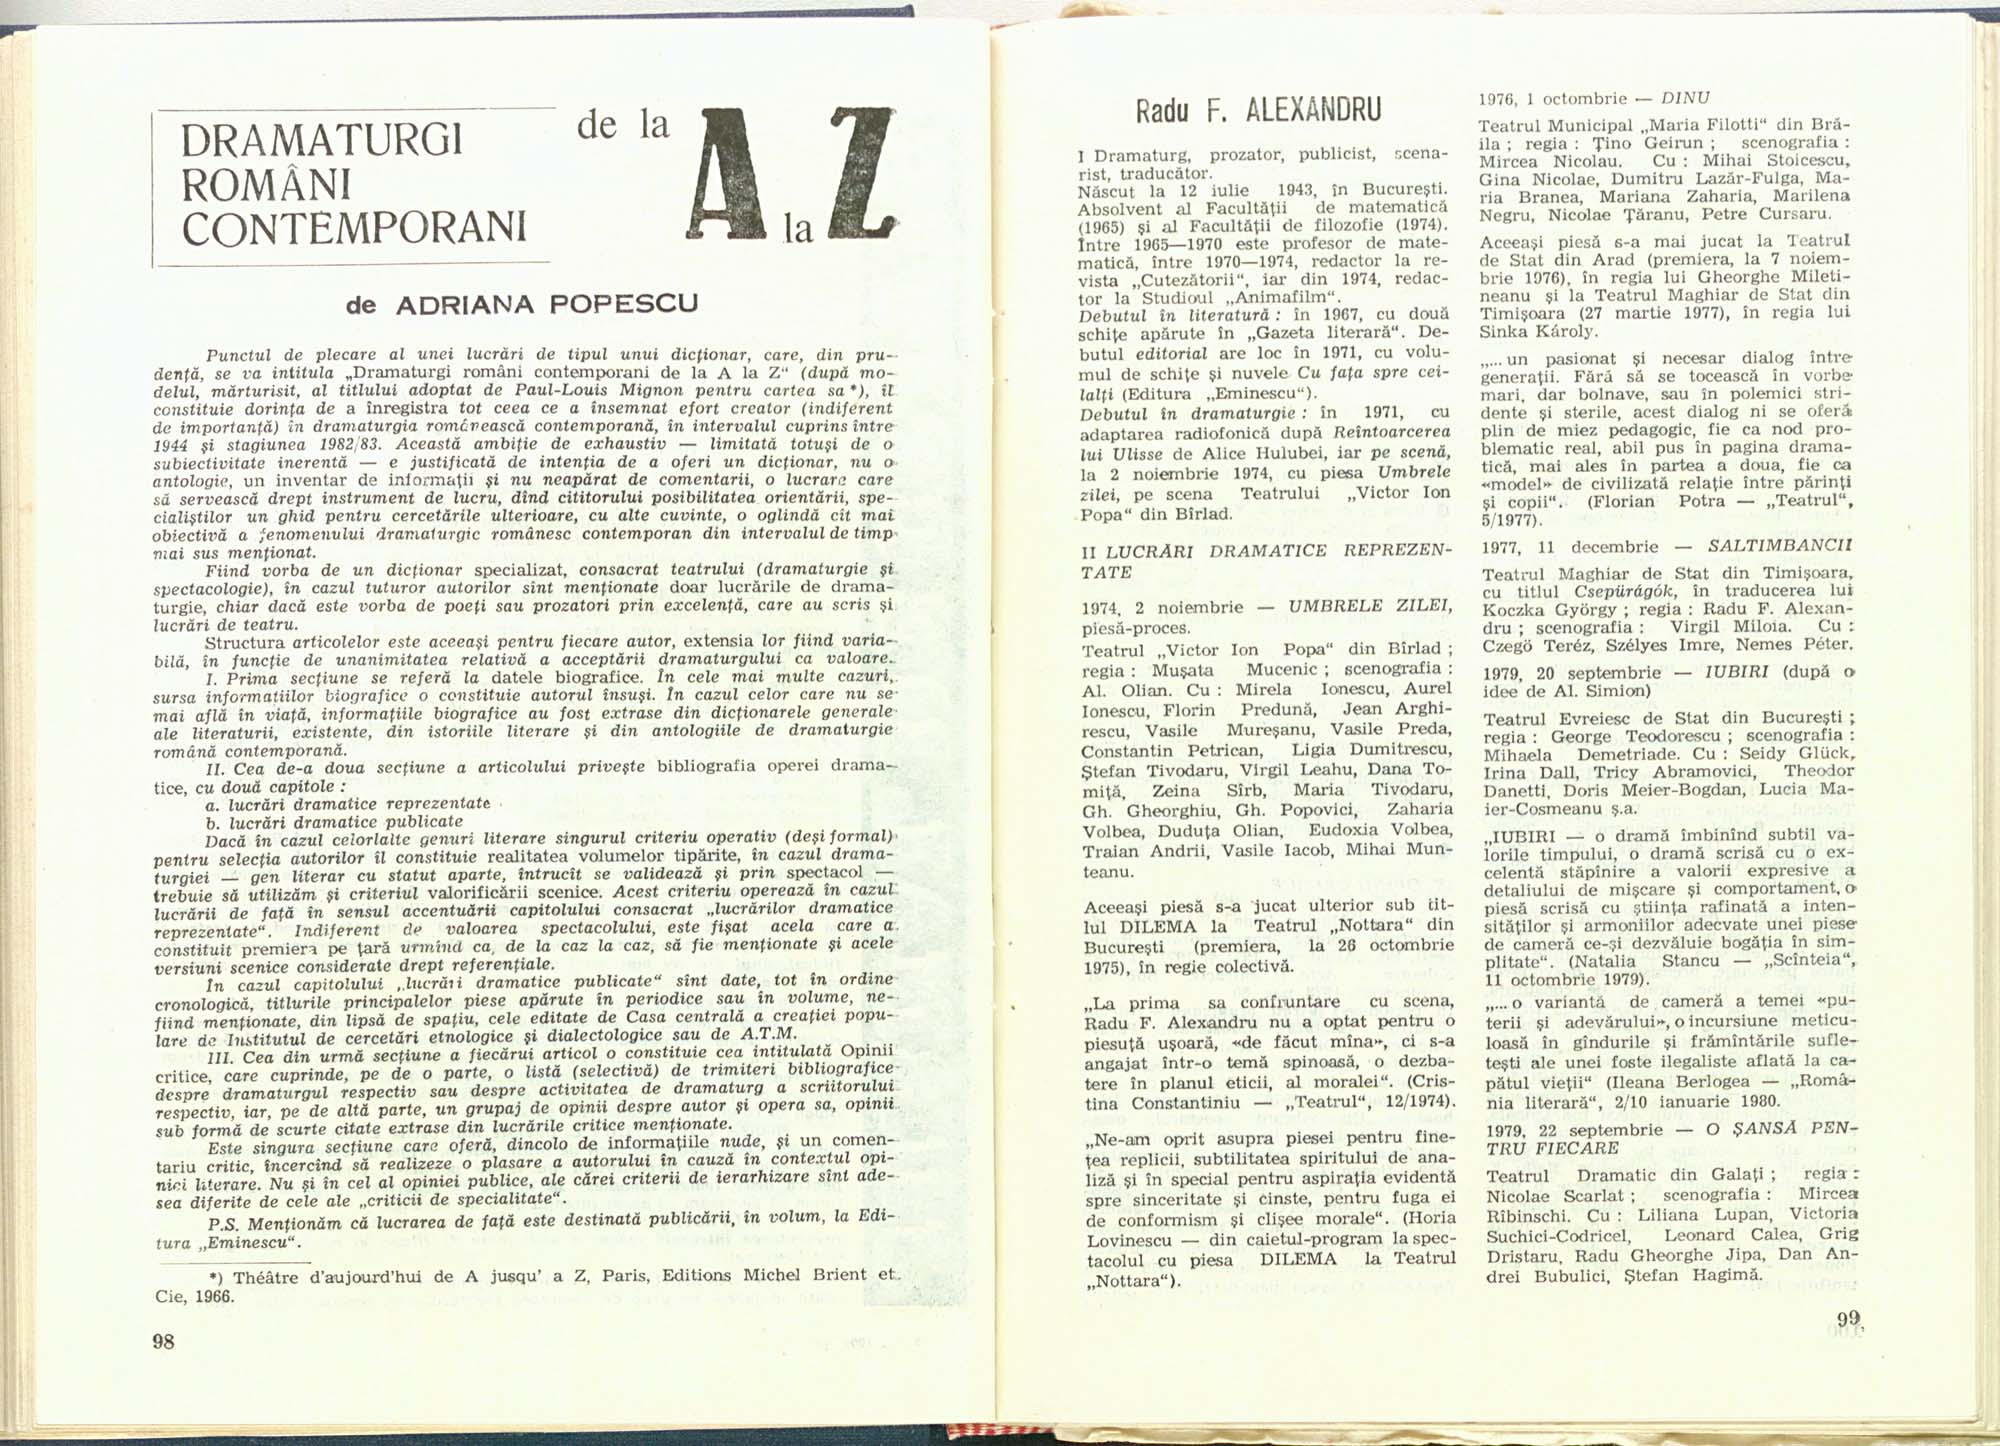 DRAMATURGI
ROMÂNI
CONTEMPORANI
de la A la Z
de ADRIANA POPESCU
Punctul de plecare al unei lucrări de tipul unui dicționar, care, din pru-
dență, se va intitula „Dramaturgi români contemporani de la A la Z“ (după mo-
delul, mărturisit, al titlului adoptat de Paul-Louis Mignon pentru cartea sa *), îl
constituie dorința de a înregistra tot ceea ce a însemnat efort creator (indiferent
de importanță) în dramaturgia românească contemporană, în intervalul cuprins între
1944 și stagiunea 1982/83. Această ambiție de exhaustiv — limitată totuși de o
subiectivitate inerentă — e justificată de intenția de a oferi un dicționar, nu o
antologie, un inventar de informații și nu neapărat de comentarii, o lucrare care
să servească drept instrument de lucru, dînd cititorului posibilitatea orientării, spe-
cialiștilor un ghid pentru cercetările ulterioare, cu alte cuvinte, o oglindă cît mai
obiectivă a fenomenului dramaturgic românesc contemporan din intervalul de timp
mai sus menționat.
Fiind vorba de un dicționar specializat, consacrat teatrului (dramaturgie și
spectacologie), în cazul tuturor autorilor sînt menționate doar lucrările de drama-
turgie, chiar dacă este vorba de poeți sau prozatori prin excelență, care au scris și
lucrări de teatru.
Structura articolelor este aceeași pentru fiecare autor, extensia lor fiind varia-
bilă, în funcție de unanimitatea relativă a acceptării dramaturgului ca valoare.
I. Prima secțiune se referă la datele biografice. În cele mai multe cazuri,
sursa informațiilor biografice o constituie autorul însuși. În cazul celor care nu se
mai află în viață, informațiile biografice au fost extrase din dicționarele generale
ale literaturii, existente, din istoriile literare și din antologiile de dramaturgie
română contemporană.
II. Cea de-a doua secțiune a articolului privește bibliografia operei drama-
tice, cu două capitole :
a. lucrări dramatice reprezentate
b. lucrări dramatice publicate
Dacă în cazul celorlalte genuri literare singurul criteriu operativ (deși formal)
pentru selecția autorilor îl constituie realitatea volumelor tipărite, în cazul drama-
turgiei — gen literar cu statut aparte, întrucît se validează și prin spectacol —
trebuie să utilizăm și criteriul valorificării scenice. Acest criteriu operează în cazul
lucrării de față în sensul accentuării capitolului consacrat „lucrărilor dramatice
reprezentate“. Indiferent de valoarea spectacolului, este fișat acela care a
constituit premiera pe țară urmînd ca, de la caz la caz, să fie menționate și acele
versiuni scenice considerate drept referențiale.
În cazul capitolului „lucrări dramatice publicate“ sînt date, tot în ordine
cronologică, titlurile principalelor piese apărute în periodice sau în volume, ne-
fiind menționate, din lipsă de spațiu, cele editate de Casa centrală a creației popu-
lare de Institutul de cercetări etnologice și dialectologice sau de A.T.M.
III. Cea din urmă secțiune a fiecărui articol o constituie cea intitulată Opinii
critice, care cuprinde, pe de o parte, o listă (selectivă) de trimiteri bibliografice
despre dramaturgul respectiv sau despre activitatea de dramaturg a scriitorului
respectiv, iar, pe de altă parte, un grupaj de opinii despre autor și opera sa, opinii
sub formă de scurte citate extrase din lucrările critice menționate.
Este singura secțiune care oferă, dincolo de informațiile nude, și un comen-
tariu critic, încercînd să realizeze o plasare a autorului în cauză în contextul opi-
niei literare. Nu și în cel al opiniei publice, ale cărei criterii de ierarhizare sînt ade-
sea diferite de cele ale „criticii de specialitate“.
P.S. Menționăm că lucrarea de față este destinată publicării, în volum, la Edi-
tura „Eminescu“.
*) Théâtre d'aujourd'hui de A jusqu' a Z, Paris, Editions Michel Brient et
Cie, 1966.
98
Radu F. ALEXANDRU
I Dramaturg, prozator, publicist, scena-
rist, traducător.
Născut la 12 iulie 1943, în București.
Absolvent al Facultății de matematică
(1965) și al Facultății de filozofie (1974).
Între 1965—1970 este profesor de mate-
matică, între 1970—1974, redactor la re-
vista „Cutezătorii“, iar din 1974, redac-
tor la Studioul „Animafilm“.
Debutul în literatură : în 1967, cu două
schițe apărute în „Gazeta literară“. De-
butul editorial are loc în 1971, cu volu-
mul de schițe și nuvele Cu fața spre cei-
lalți (Editura „Eminescu“).
Debutul în dramaturgie : în 1971, cu
adaptarea radiofonică după Reîntoarcerea
lui Ulisse de Alice Hulubei, iar pe scenă,
la 2 noiembrie 1974, cu piesa Umbrele
zilei, pe scena Teatrului „Victor Ion
Popa“ din Bîrlad.
II LUCRĂRI DRAMATICE REPREZEN-
TATE
1974, 2 noiembrie — UMBRELE ZILEI,
piesă-proces.
Teatrul „Victor Ion Popa“ din Bîrlad ;
regia : Mușata Mucenic ; scenografia :
Al. Olian. Cu : Mirela Ionescu, Aurel
Ionescu, Florin Predună, Jean Arghi-
rescu, Vasile Mureșanu, Vasile Preda,
Constantin Petrican, Ligia Dumitrescu,
Ștefan Tivodaru, Virgil Leahu, Dana To-
miță, Zeina Sîrb, Maria Tivodaru,
Gh. Gheorghiu, Gh. Popovici, Zaharia
Volbea, Duduța Olian, Eudoxia Volbea,
Traian Andrii, Vasile Iacob, Mihai Mun-
teanu.
Aceeași piesă s-a jucat ulterior sub tit-
lul DILEMA la Teatrul „Nottara“ din
București (premiera, la 26 octombrie
1975), în regie colectivă.
„La prima sa confruntare cu scena,
Radu F. Alexandru nu a optat pentru o
piesuță ușoară, «de făcut mîna», ci s-a
angajat într-o temă spinoasă, o dezba-
tere în planul eticii, al moralei“. (Cris-
tina Constantiniu — „Teatrul“, 12/1974).
„Ne-am oprit asupra piesei pentru fine-
țea replicii, subtilitatea spiritului de ana-
liză și în special pentru aspirația evidentă
spre sinceritate și cinste, pentru fuga ei
de conformism și clișee morale“. (Horia
Lovinescu — din caietul-program la spec-
tacolul cu piesa DILEMA la Teatrul
„Nottara“).
1976, 1 octombrie — DINU
Teatrul Municipal „Maria Filotti“ din Bră-
ila ; regia : Țino Geirun ; scenografia :
Mircea Nicolau. Cu : Mihai Stoicescu,
Gina Nicolae, Dumitru Lazăr-Fulga, Ma-
ria Branea, Mariana Zaharia, Marilena
Negru, Nicolae Țăranu, Petre Cursaru.
Aceeași piesă s-a mai jucat la Teatrul
de Stat din Arad (premiera, la 7 noiem-
brie 1976), în regia lui Gheorghe Mileti-
neanu și la Teatrul Maghiar de Stat din
Timișoara (27 martie 1977), în regia lui
Sinka Károly.
„... un pasionat și necesar dialog între
generații. Fără să se tocească în vorbe
mari, dar bolnave, sau în polemici stri-
dente și sterile, acest dialog ni se oferă
plin de miez pedagogic, fie ca nod pro-
blematic real, abil pus în pagina drama-
tică, mai ales în partea a doua, fie ca
«model» de civilizată relație între părinți
și copii“. (Florian Potra — „Teatrul“,
5/1977).
1977, 11 decembrie — SALTIMBANCII
Teatrul Maghiar de Stat din Timișoara,
cu titlul Csepürágók, în traducerea lui
Koczka György ; regia : Radu F. Alexan-
dru ; scenografia : Virgil Miloia. Cu :
Czegö Teréz, Szélyes Imre, Nemes Péter.
1979, 20 septembrie — IUBIRI (după o
idee de Al. Simion)
Teatrul Evreiesc de Stat din București ;
regia : George Teodorescu ; scenografia :
Mihaela Demetriade. Cu : Seidy Glück,
Irina Dall, Tricy Abramovici, Theodor
Danetti, Doris Meier-Bogdan, Lucia Ma-
ier-Cosmeanu ș.a.
„IUBIRI — o dramă îmbinînd subtil va-
lorile timpului, o dramă scrisă cu o ex-
celentă stăpînire a valorii expresive a
detaliului de mișcare și comportament, o
piesă scrisă cu știința rafinată a inten-
sităților și armoniilor adecvate unei piese
de cameră ce-și dezvăluie bogăția în sim-
plitate“. (Natalia Stancu — „Scînteia“,
11 octombrie 1979).
„... o variantă de cameră a temei «pu-
terii și adevărului», o incursiune meticu-
loasă în gîndurile și frămîntările sufle-
tești ale unei foste ilegaliste aflată la ca-
pătul vieții“ (Ileana Berlogea — „Româ-
nia literară“, 2/10 ianuarie 1980.
1979, 22 septembrie — O ȘANSĂ PEN-
TRU FIECARE
Teatrul Dramatic din Galați ; regia :
Nicolae Scarlat ; scenografia : Mircea
Rîbinschi. Cu : Liliana Lupan, Victoria
Suchici-Codricel, Leonard Calea, Grig
Dristaru, Radu Gheorghe Jipa, Dan An-
drei Bubulici, Ștefan Hagimă.
99